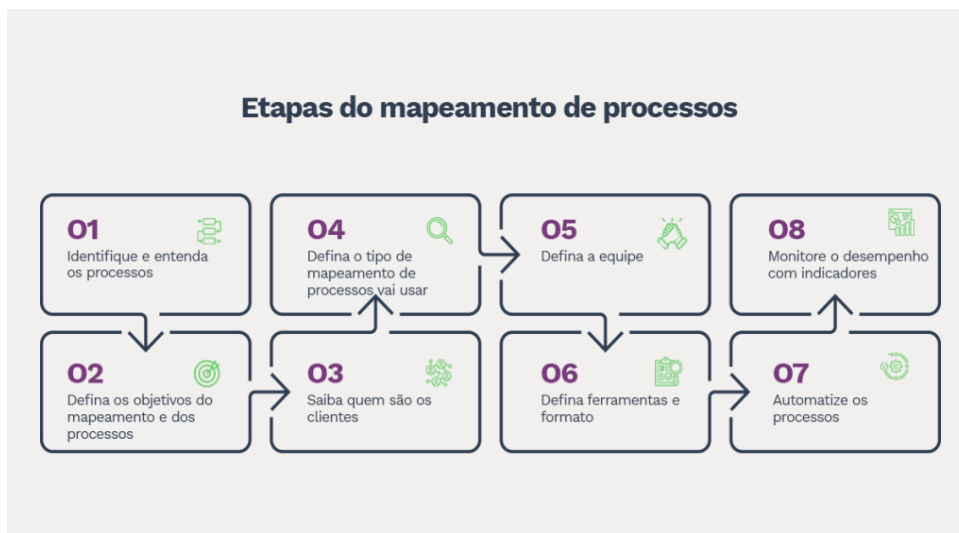 Etapas do mapeamento de processos
01
Identifique e entenda
os processos
02
Defina os objetivos do
mapeamento e dos
processos
03
Saiba quem são os
clientes
04
Defina o tipo de
mapeamento de
processos vai usar
05
Defina a equipe
06
Defina ferramentas e
formato
07
Automatize os
processos
08
Monitore o desempenho
com indicadores